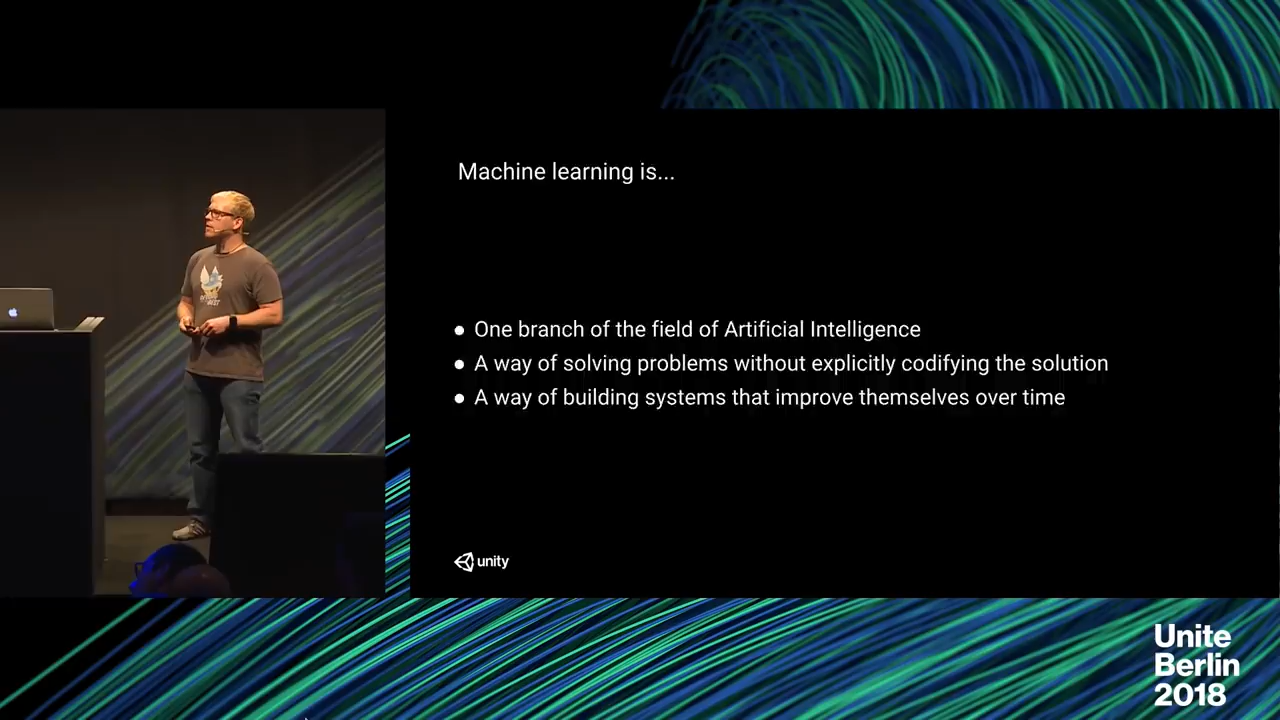 Machine learning is...
● One branch of the field of Artificial Intelligence
● A way of solving problems without explicitly codifying the solution
● A way of building systems that improve themselves over time
unity
Unite
Berlin
2018